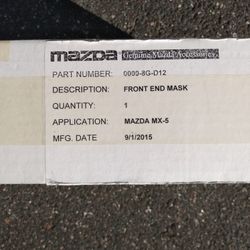 mazda Genuine Mazda Accessories
PART NUMBER: 0000-8G-D12
DESCRIPTION: FRONT END MASK
QUANTITY: 1
APPLICATION: MAZDA MX-5
MFG. DATE 9/1/2015